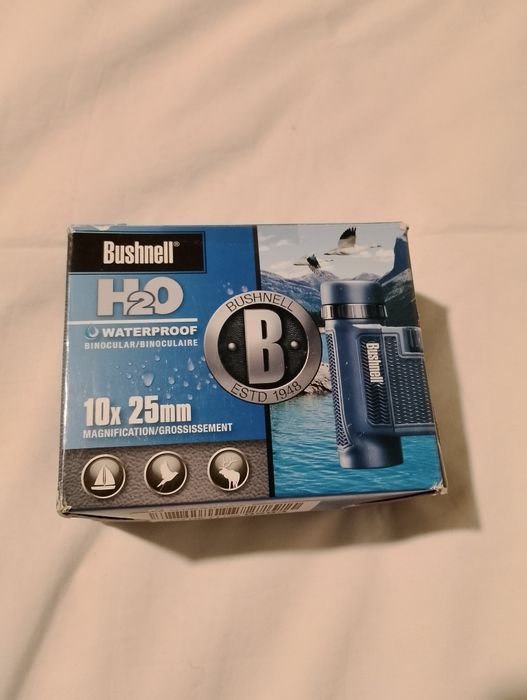 Bushnell®
H2O
WATERPROOF
BINOCULAR/BINOCULAIRE
10x 25mm
MAGNIFICATION/GROSSISSEMENT
BUSHNELL
B
ESTD 1948
Bushnell